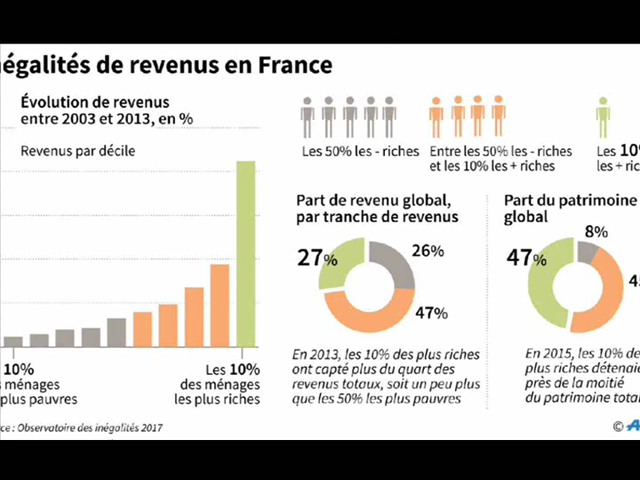 négalités de revenus en France
Évolution de revenus
entre 2003 et 2013, en %
Revenus par décile
10%
ménages
plus pauvres
Les 10%
des ménages
les plus riches
Les 50% les - riches
Entre les 50% les - riches
et les 10% les + riches
Les 10%
les + ri
Part de revenu global,
par tranche de revenus
27%
26%
47%
En 2013, les 10% des plus riches
ont capté plus du quart des
revenus totaux, soit un peu plus
que les 50% les plus pauvres
Part du patrimoine
global
47%
8%
En 2015, les 10% de
plus riches détenaie
près de la moitié
du patrimoine tota
ce : Observatoire des inégalités 2017
©